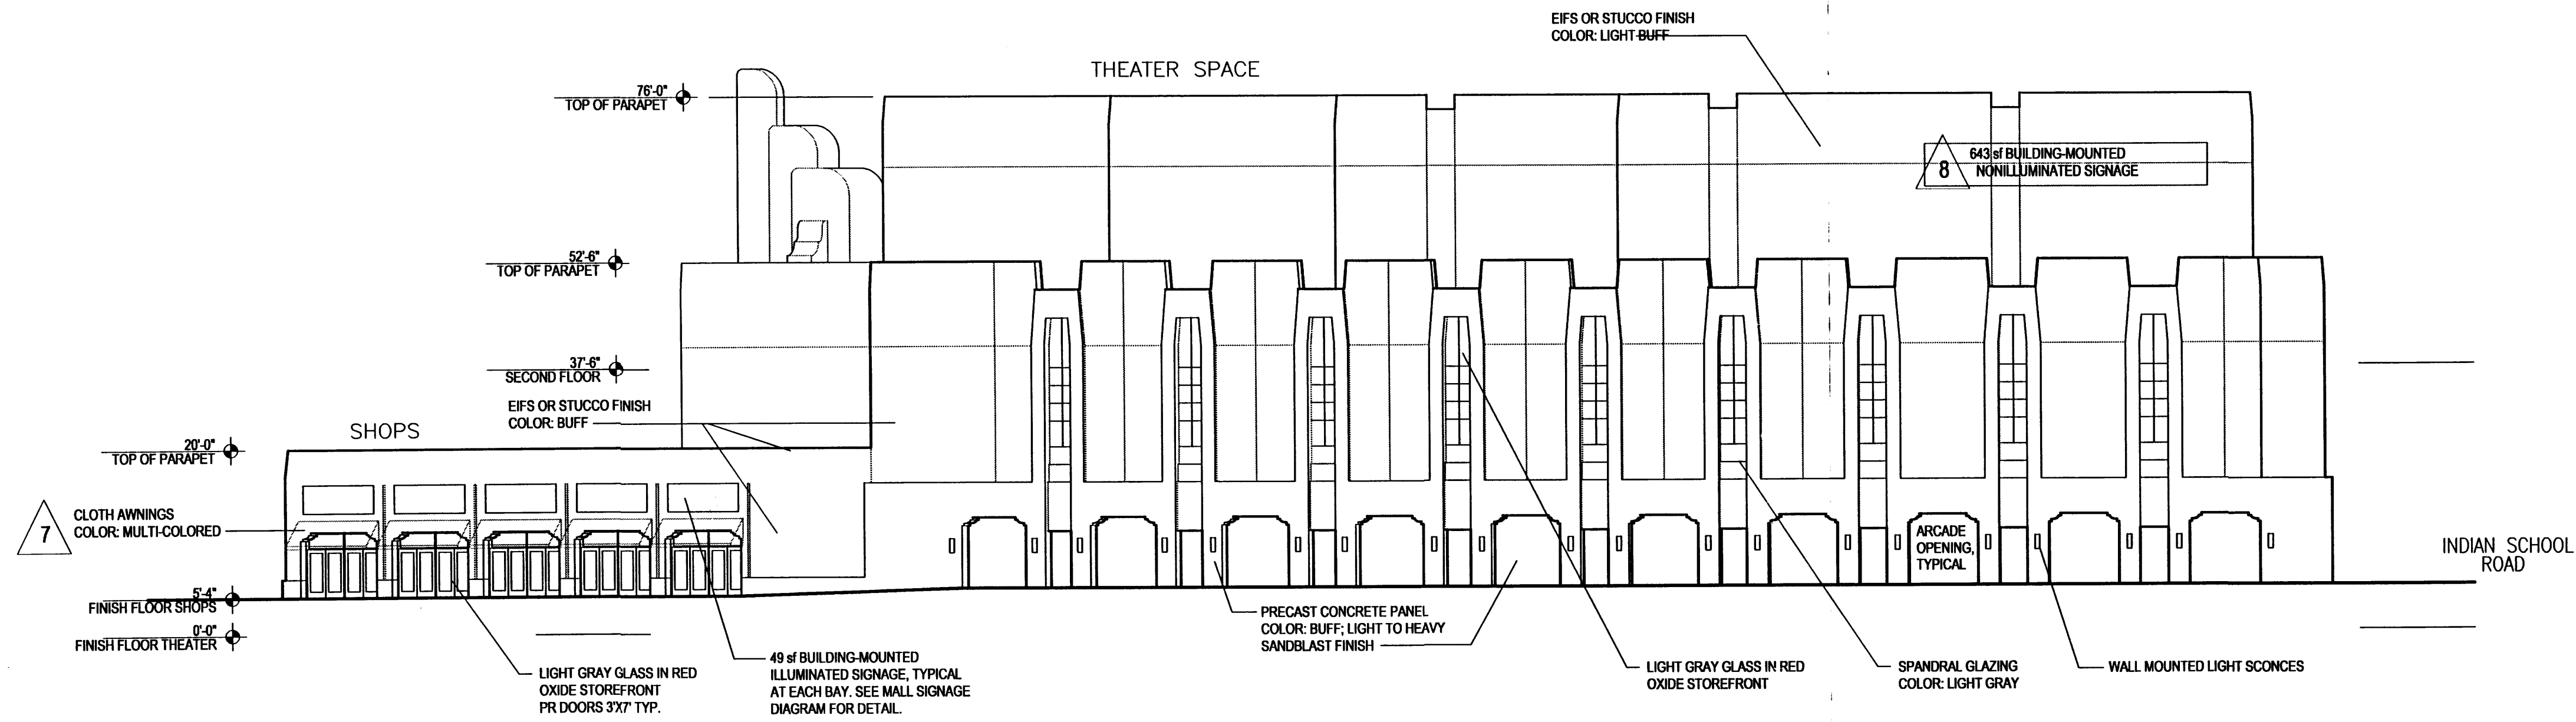 EIFS OR STUCCO FINISH
COLOR: LIGHT BUFF
THEATER SPACE
76'-0"
TOP OF PARAPET
8
643 sf BUILDING-MOUNTED
NONILLUMINATED SIGNAGE
52'-6"
TOP OF PARAPET
37'-6"
SECOND FLOOR
EIFS OR STUCCO FINISH
COLOR: BUFF
SHOPS
20'-0"
TOP OF PARAPET
7
CLOTH AWNINGS
COLOR: MULTI-COLORED
ARCADE
OPENING,
TYPICAL
INDIAN SCHOOL
ROAD
5'-4"
FINISH FLOOR SHOPS
0'-0"
FINISH FLOOR THEATER
PRECAST CONCRETE PANEL
COLOR: BUFF; LIGHT TO HEAVY
SANDBLAST FINISH
LIGHT GRAY GLASS IN RED
OXIDE STOREFRONT
PR DOORS 3'X7' TYP.
49 sf BUILDING-MOUNTED
ILLUMINATED SIGNAGE, TYPICAL
AT EACH BAY. SEE MALL SIGNAGE
DIAGRAM FOR DETAIL.
LIGHT GRAY GLASS IN RED
OXIDE STOREFRONT
SPANDRAL GLAZING
COLOR: LIGHT GRAY
WALL MOUNTED LIGHT SCONCES